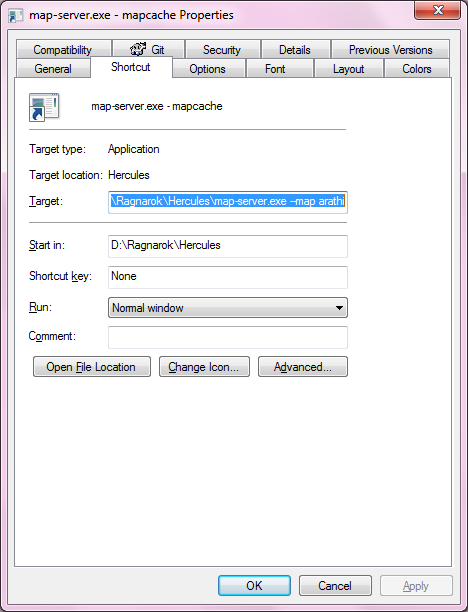 map-server.exe - mapcache Properties
Compatibility Git Security Details Previous Versions
General Shortcut Options Font Layout Colors
map-server.exe - mapcache
Target type: Application
Target location: Hercules
Target: \Ragnarok\Hercules\map-server.exe --map arathi
Start in: D:\Ragnarok\Hercules
Shortcut key: None
Run: Normal window
Comment:
Open File Location Change Icon... Advanced...
OK Cancel Apply